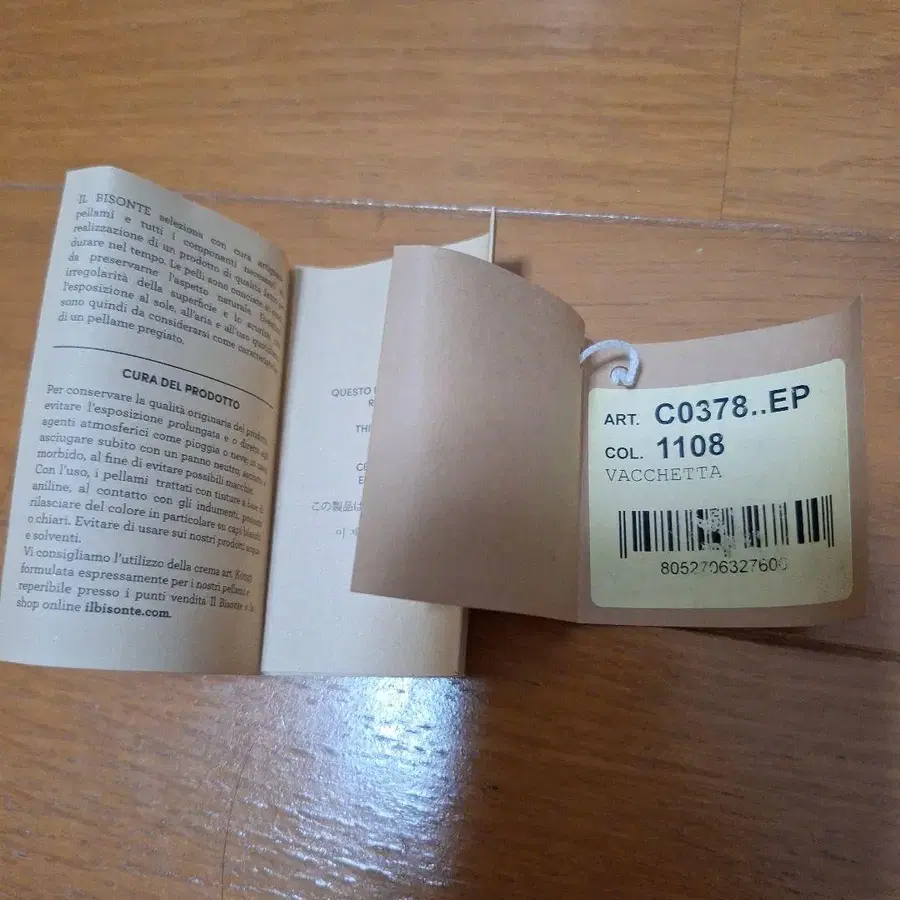 IL BISONTE seleziona con cura
pellami e tutti i componenti
realizzazione di un prodotto di qualità
durare nel tempo. Le pelli sono conciate
da preservarne l'aspetto naturale.
irregolarità della superficie e lo
l'esposizione al sole, all'aria e all'uso
sono quindi da considerarsi come
di un pellame pregiato.
CURA DEL PRODOTTO
Per conservare la qualità originaria del prodotto,
evitare l'esposizione prolungata e o diretta
agenti atmosferici come pioggia o neve;
asciugare subito con un panno neutro,
morbido, al fine di evitare possibili macchie.
Con l'uso, i pellami trattati con tinture a base di
aniline, al contatto con gli indumenti,
rilasciare del colore in particolare su capi
o chiari. Evitare di usare sui nostri prodotti
e solventi.
Vi consigliamo l'utilizzo della crema art.
formulata espressamente per i nostri pellami e
reperibile presso i punti vendita Il Bisonte e
shop online ilbisonte.com.
QUESTO
この製品は
이
ART. C0378..EP
COL. 1108
VACCHETTA